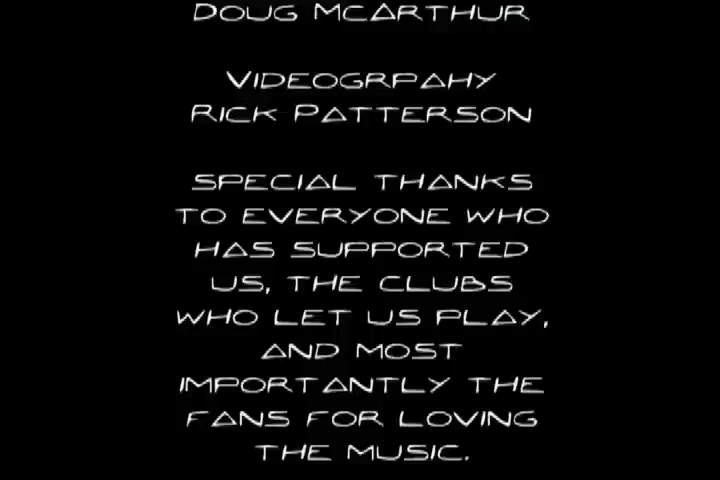 Doug McArthur
Videogrpahy
Rick Patterson
special thanks
to everyone who
has supported
us, the clubs
who let us play,
and most
importantly the
fans for loving
the music.